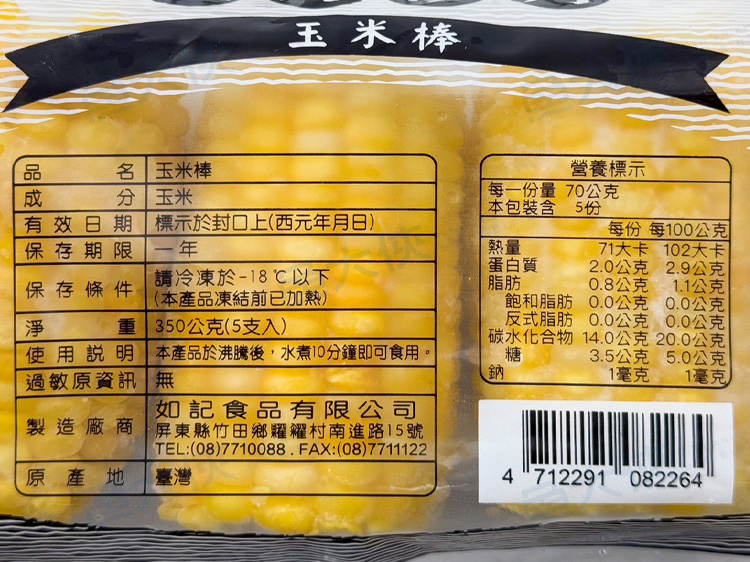 玉米棒
品名 玉米棒
成分 玉米
有效日期 標示於封口上(西元年月日)
保存期限 一年
保存條件 請冷凍於-18℃以下
(本產品凍結前已加熱)
淨重 350公克(5支入)
使用說明 本產品於沸騰後，水煮10分鐘即可食用。
過敏原資訊 無
製造廠商 如記食品有限公司
屏東縣竹田鄉糶糴村南進路15號
TEL:(08)7710088．FAX:(08)7711122
原產地 臺灣
營養標示
每一份量 70公克
本包裝含 5份
每份 每100公克
熱量 71大卡 102大卡
蛋白質 2.0公克 2.9公克
脂肪 0.8公克 1.1公克
飽和脂肪 0.0公克 0.0公克
反式脂肪 0.0公克 0.0公克
碳水化合物 14.0公克 20.0公克
糖 3.5公克 5.0公克
鈉 1毫克 1毫克
4 712291 082264